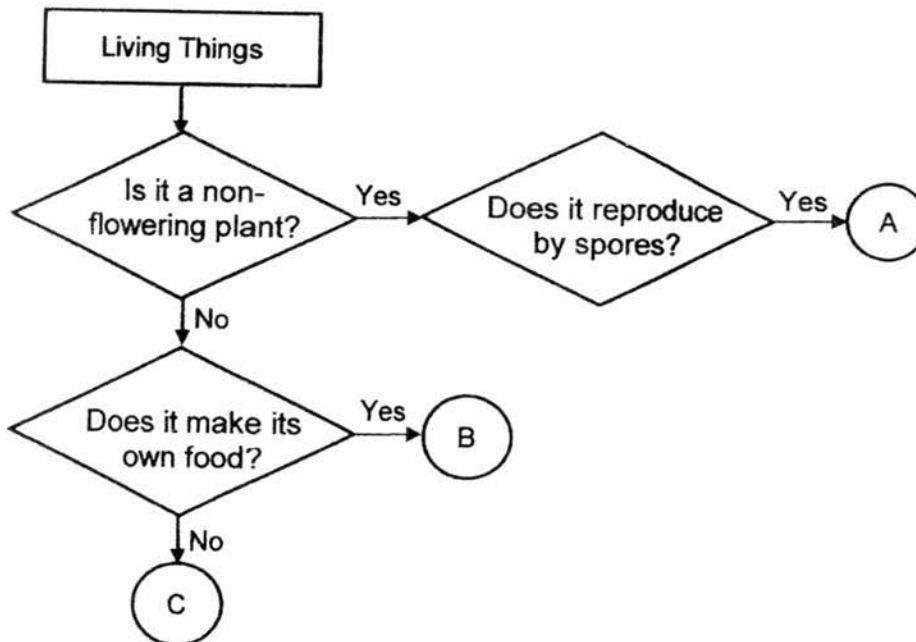 Living Things
Is it a non-
flowering plant?
Yes
Does it reproduce
by spores?
Yes
A
No
Does it make its
own food?
Yes
B
No
C